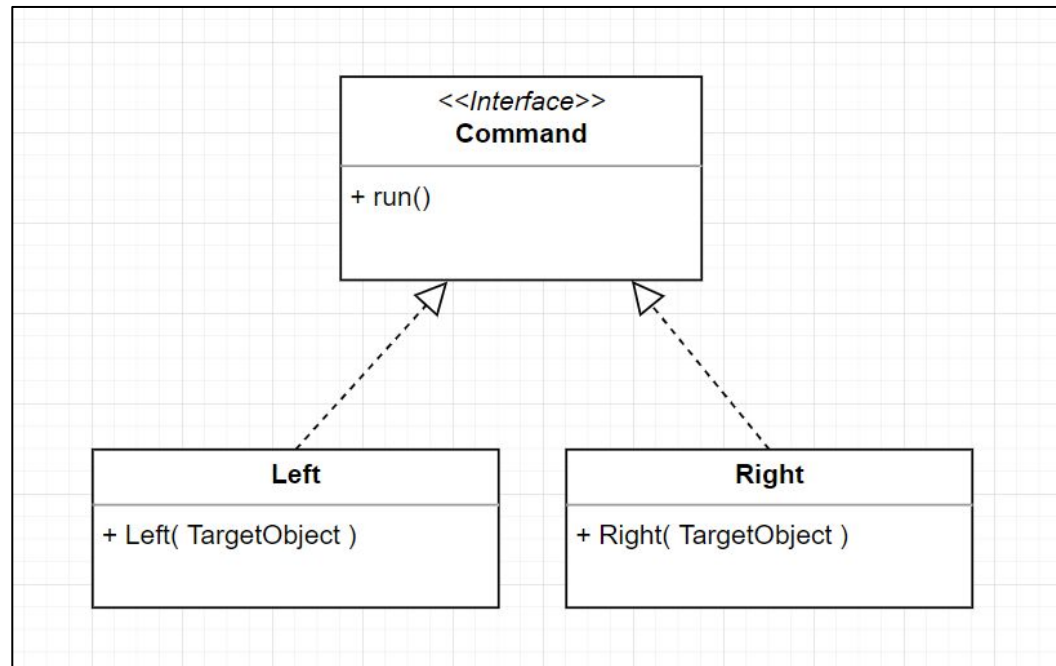 <<Interface>>
Command
+ run()
Left
+ Left( TargetObject )
Right
+ Right( TargetObject )